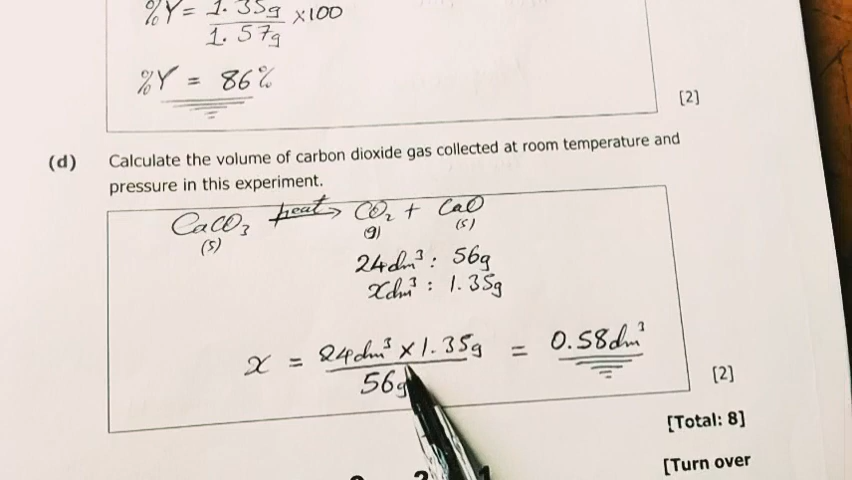 %Y = 1.35g x100
1.57g
%Y = 86%
[2]
(d) Calculate the volume of carbon dioxide gas collected at room temperature and
pressure in this experiment.
CaCO₃ heat→ CO₂ + CaO
(s) (g) (s)
24dm³ : 56g
xdm³ : 1.35g
x = 24dm³ × 1.35g = 0.58dm³
56g
[2]
[Total: 8]
[Turn over